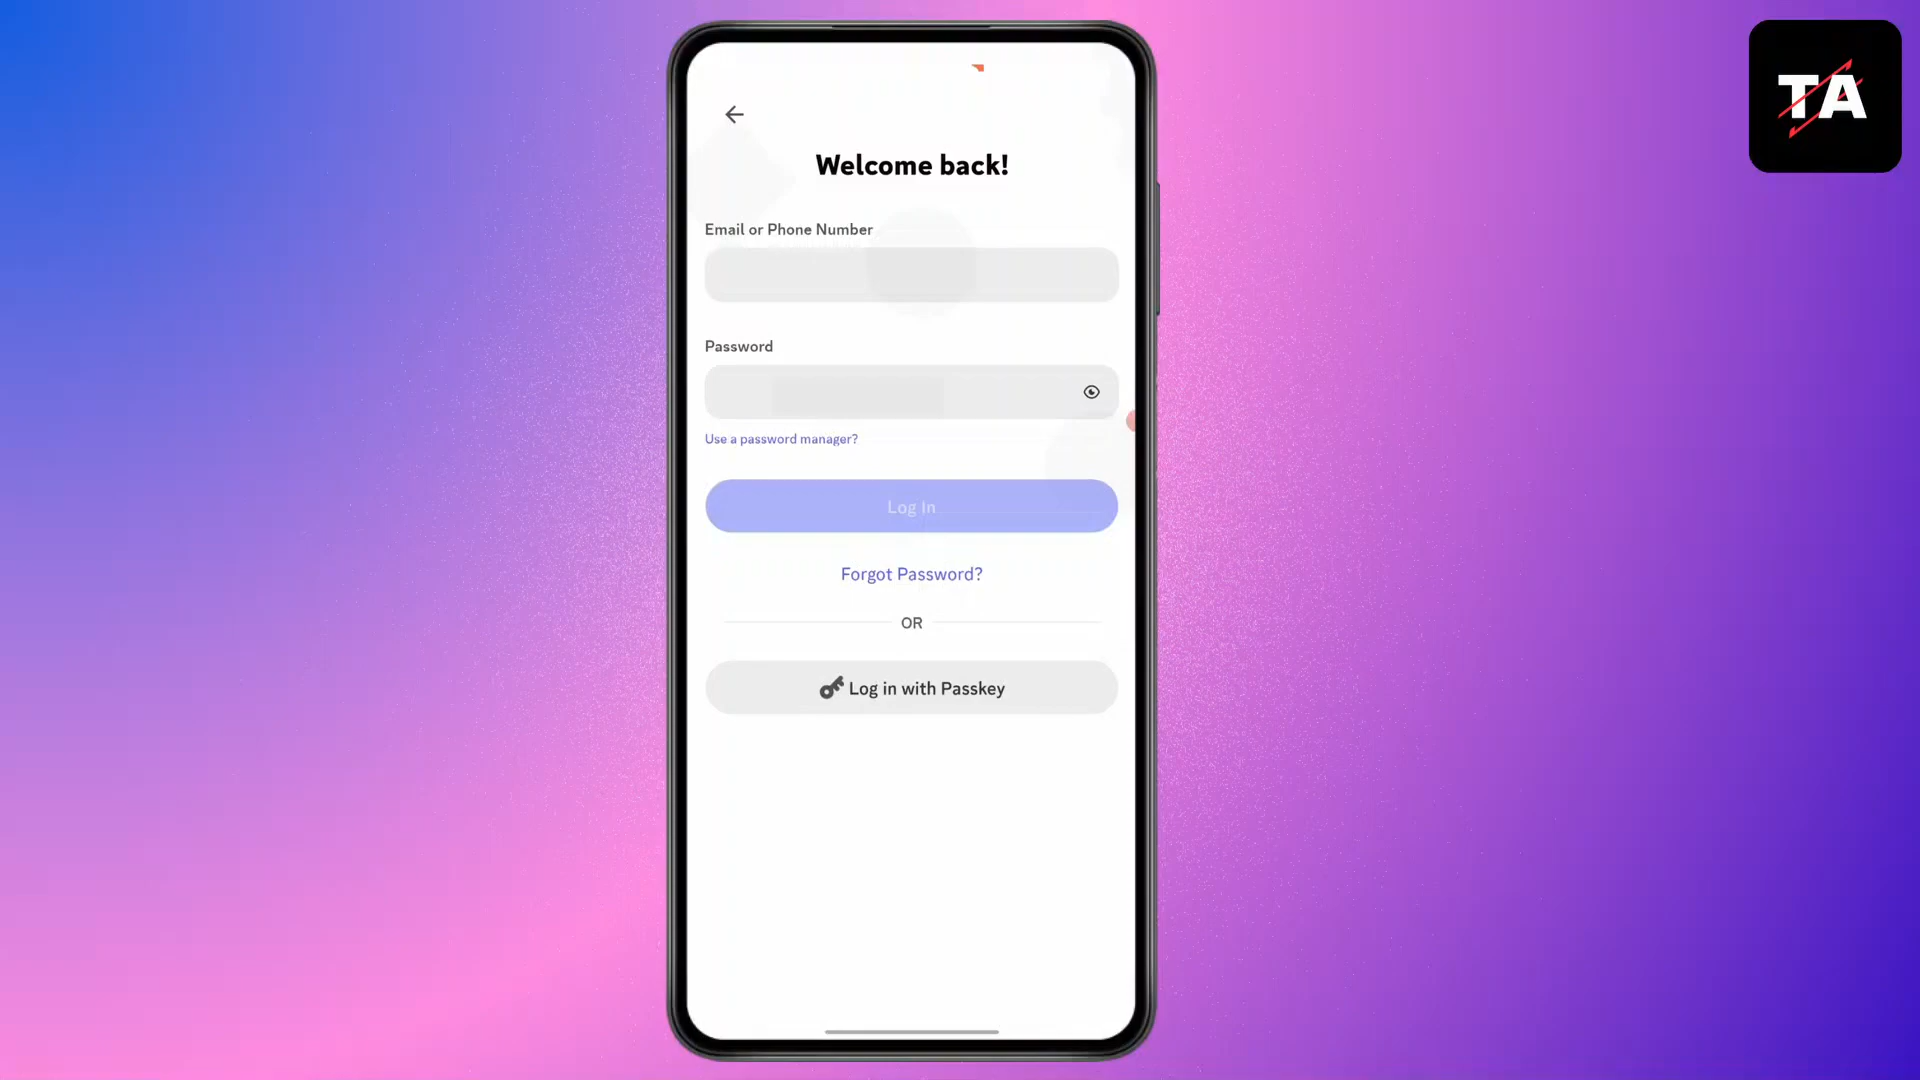 TA
Welcome back!
Email or Phone Number
Password
Use a password manager?
Log In
Forgot Password?
OR
Log in with Passkey